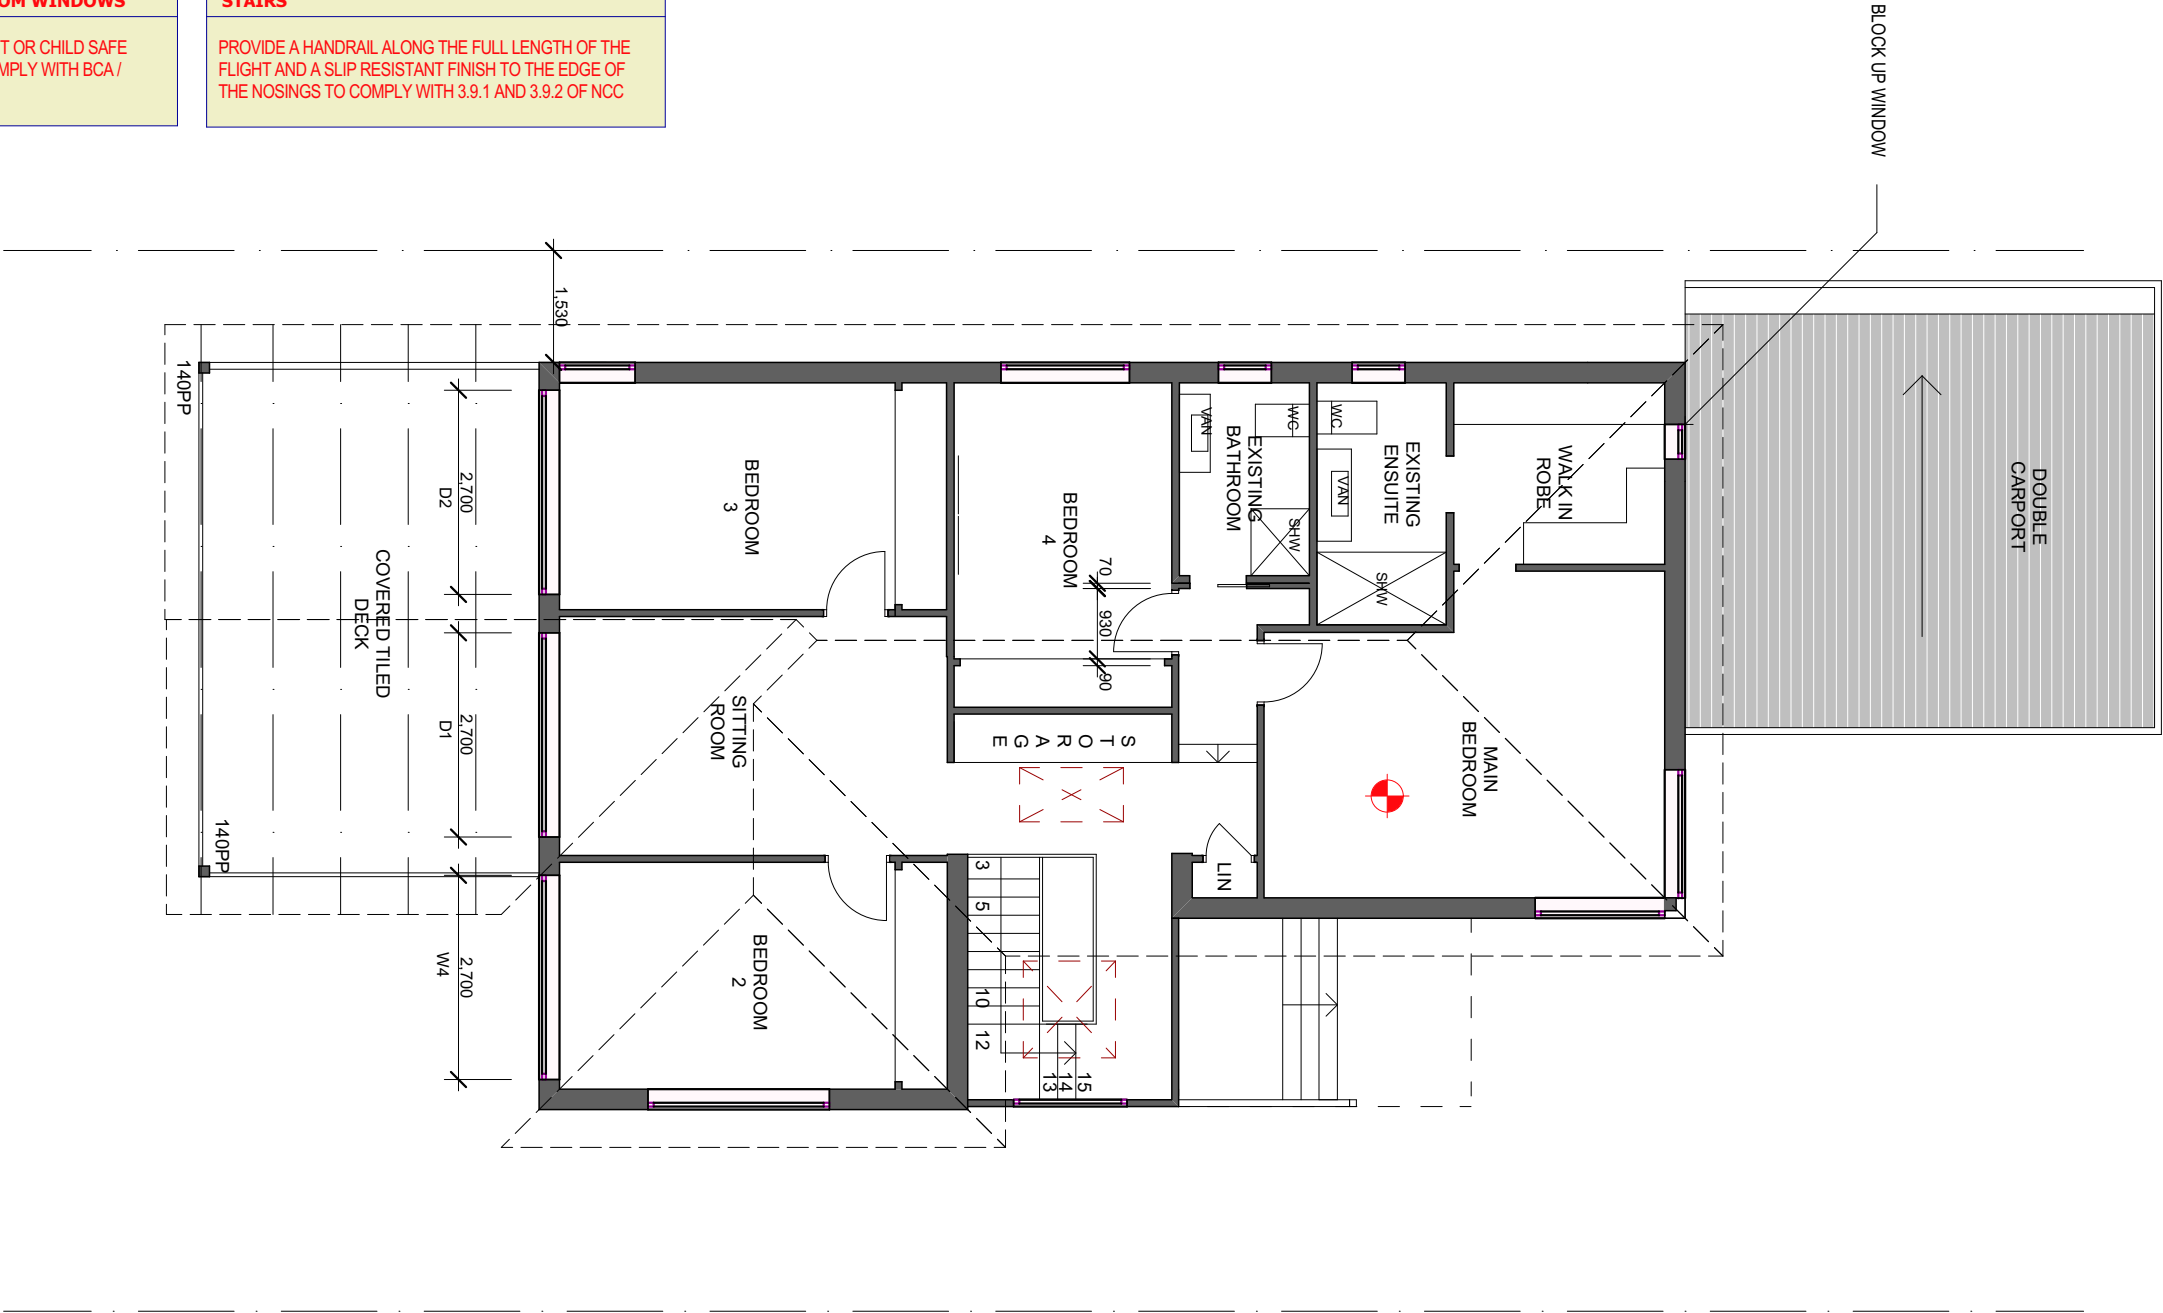 OM WINDOWS
T OR CHILD SAFE
MPLY WITH BCA /
STAIRS
PROVIDE A HANDRAIL ALONG THE FULL LENGTH OF THE
FLIGHT AND A SLIP RESISTANT FINISH TO THE EDGE OF
THE NOSINGS TO COMPLY WITH 3.9.1 AND 3.9.2 OF NCC
BLOCK UP WINDOW
1,530
140PP
2,700
D2
COVERED TILED
DECK
2,700
D1
140PP
2,700
W4
BEDROOM
3
SITTING
ROOM
BEDROOM
2
BEDROOM
4
70
930
90
STORAGE
VAN
WC
EXISTING
BATHROOM
SHW
WC
VAN
EXISTING
ENSUITE
SHW
WALK IN
ROBE
MAIN
BEDROOM
LIN
3
5
10
12
13
14
15
DOUBLE
CARPORT